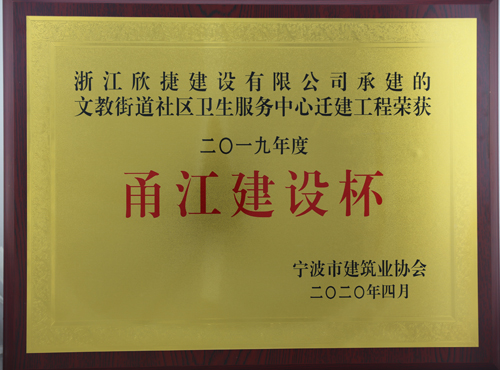 浙江欣捷建设有限公司承建的
文教街道社区卫生服务中心迁建工程荣获
二〇一九年度
甬江建设杯
宁波市建筑业协会
二〇二〇年四月